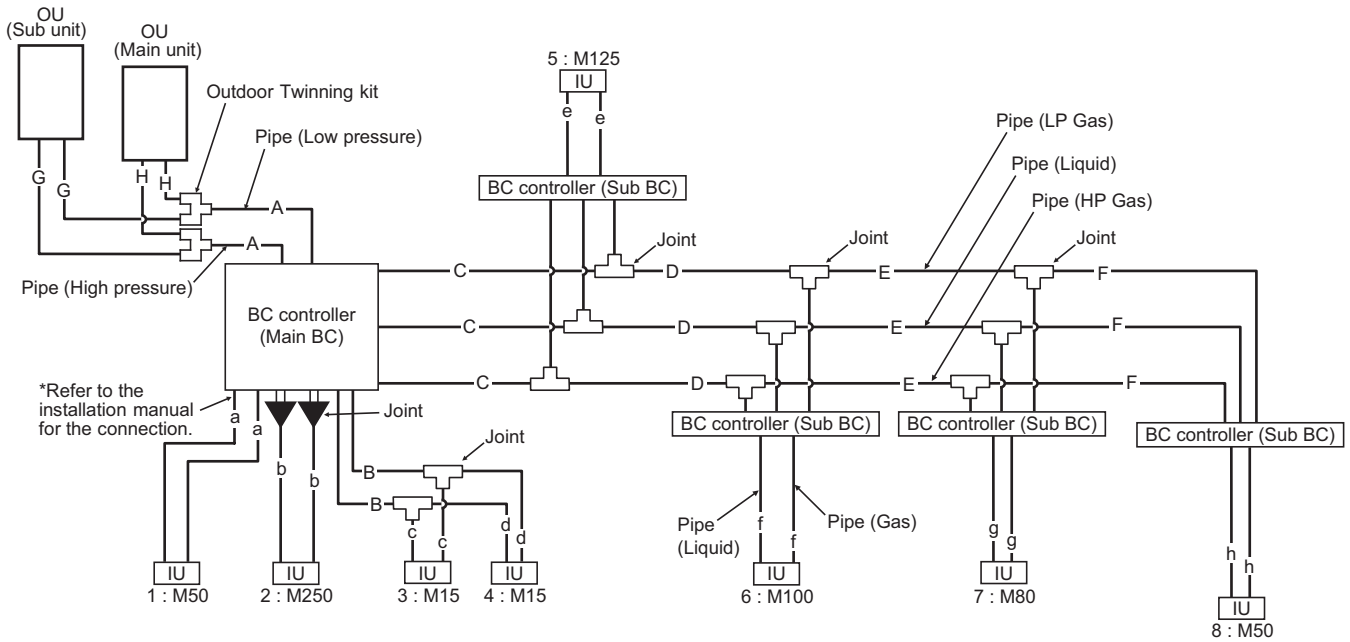 OU
(Sub unit)
OU
(Main unit)
Outdoor Twinning kit
Pipe (Low pressure)
5 : M125
IU
e e
Pipe (LP Gas)
Pipe (Liquid)
Pipe (HP Gas)
G
G
H
H
A
A
BC controller (Sub BC)
Joint
Joint
Joint
Pipe (High pressure)
C D E F
BC controller
(Main BC)
C D E F
C D E F
*Refer to the
installation manual
for the connection.
a
a
Joint
b
b
Joint
B
B
c
c
d
d
BC controller (Sub BC)
BC controller (Sub BC)
BC controller (Sub BC)
Pipe
(Liquid)
f
f
Pipe (Gas)
g
g
h
h
IU
1 : M50
IU
2 : M250
IU
3 : M15
IU
4 : M15
IU
6 : M100
IU
7 : M80
IU
8 : M50